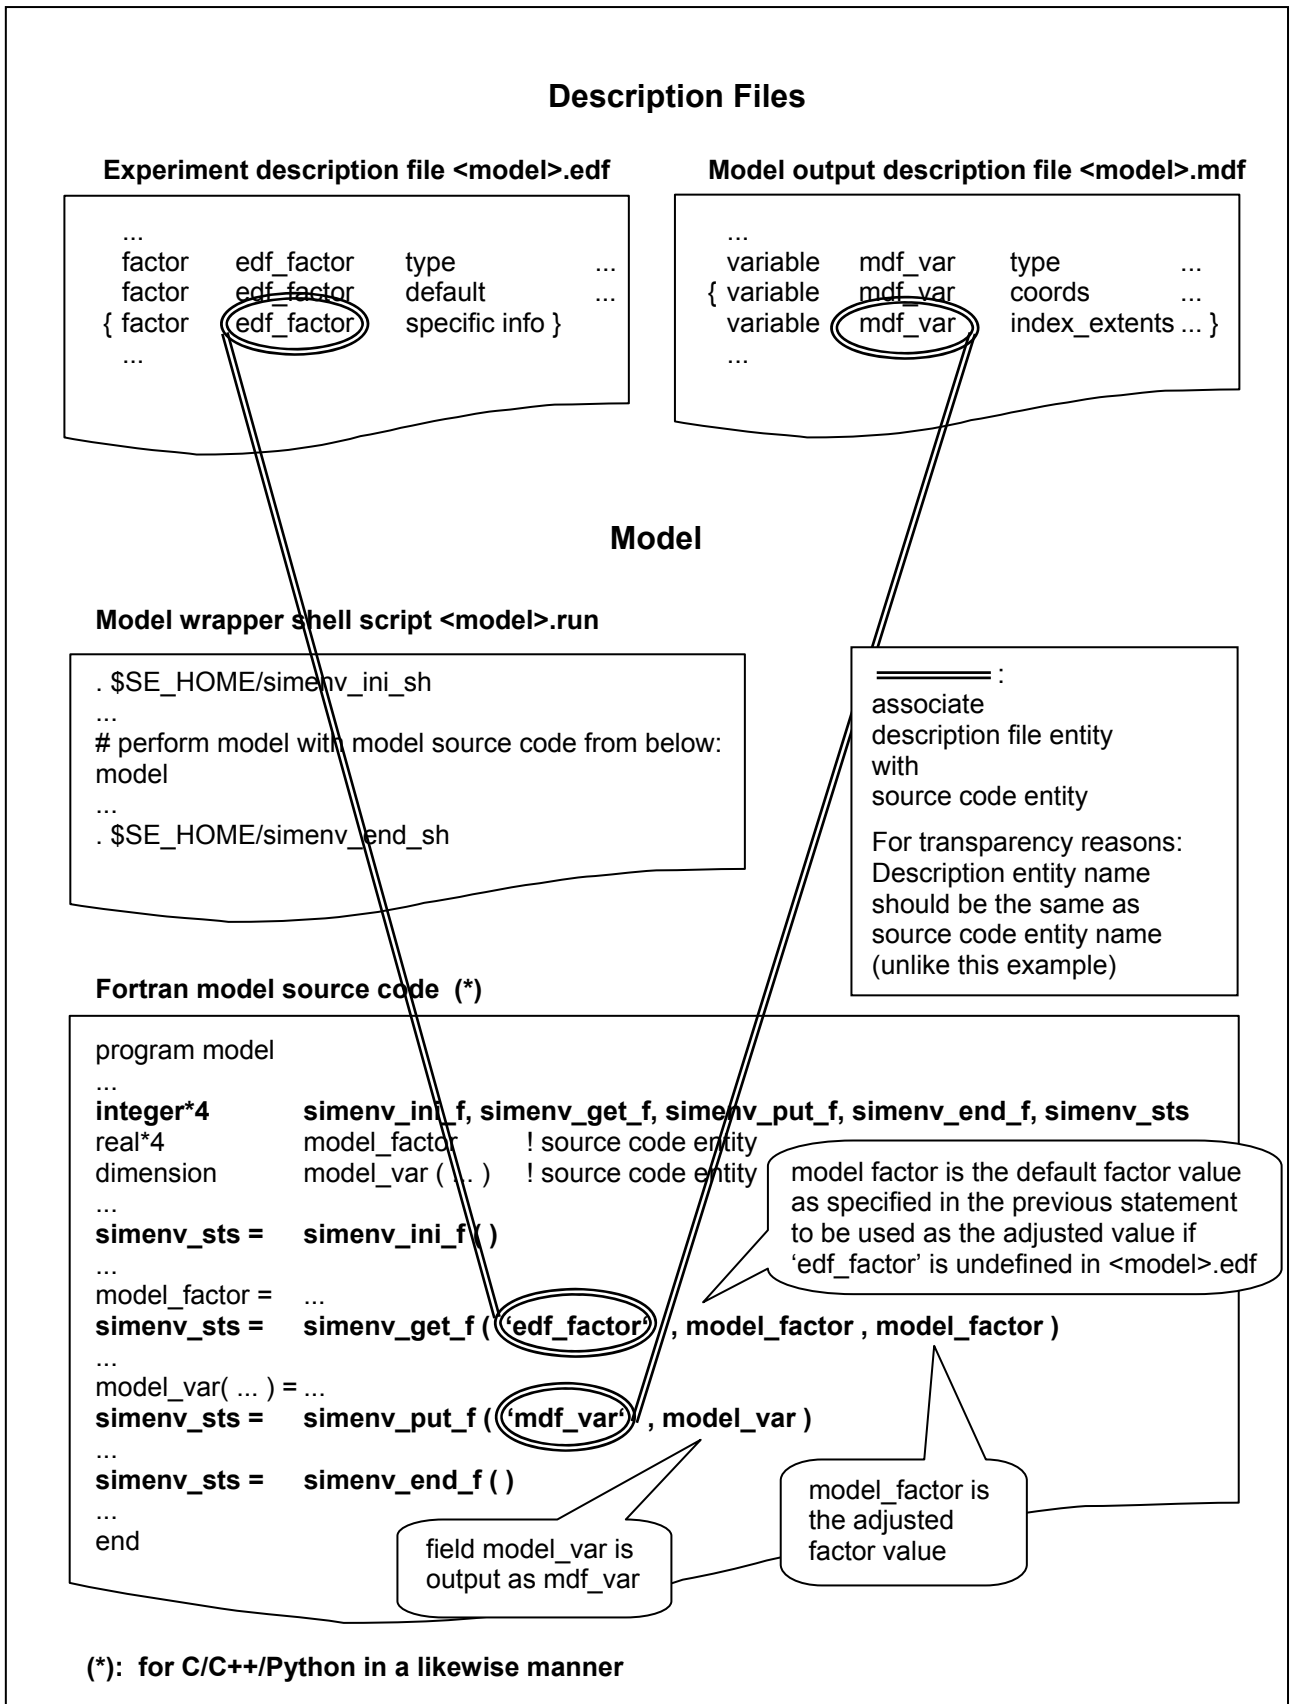 Description Files
Experiment description file <model>.edf
...
factor edf_factor type ...
factor edf_factor default ...
{ factor edf_factor specific info }
...
Model output description file <model>.mdf
...
variable mdf_var type ...
{ variable mdf_var coords ...
variable mdf_var index_extents ... }
...
Model
Model wrapper shell script <model>.run
. $SE_HOME/simenv_ini_sh
...
# perform model with model source code from below:
model
...
. $SE_HOME/simenv_end_sh
:
associate
description file entity
with
source code entity
For transparency reasons:
Description entity name
should be the same as
source code entity name
(unlike this example)
Fortran model source code (*)
program model
...
integer*4 simenv_ini_f, simenv_get_f, simenv_put_f, simenv_end_f, simenv_sts
real*4 model_factor ! source code entity
dimension model_var ( ... ) ! source code entity
...
simenv_sts = simenv_ini_f ( )
...
model_factor = ...
simenv_sts = simenv_get_f ( ‘edf_factor‘ , model_factor , model_factor )
...
model_var( ... ) = ...
simenv_sts = simenv_put_f ( ‘mdf_var‘ , model_var )
...
simenv_sts = simenv_end_f ( )
...
end
model factor is the default factor value
as specified in the previous statement
to be used as the adjusted value if
‘edf_factor’ is undefined in <model>.edf
model_factor is
the adjusted
factor value
field model_var is
output as mdf_var
(*): for C/C++/Python in a likewise manner